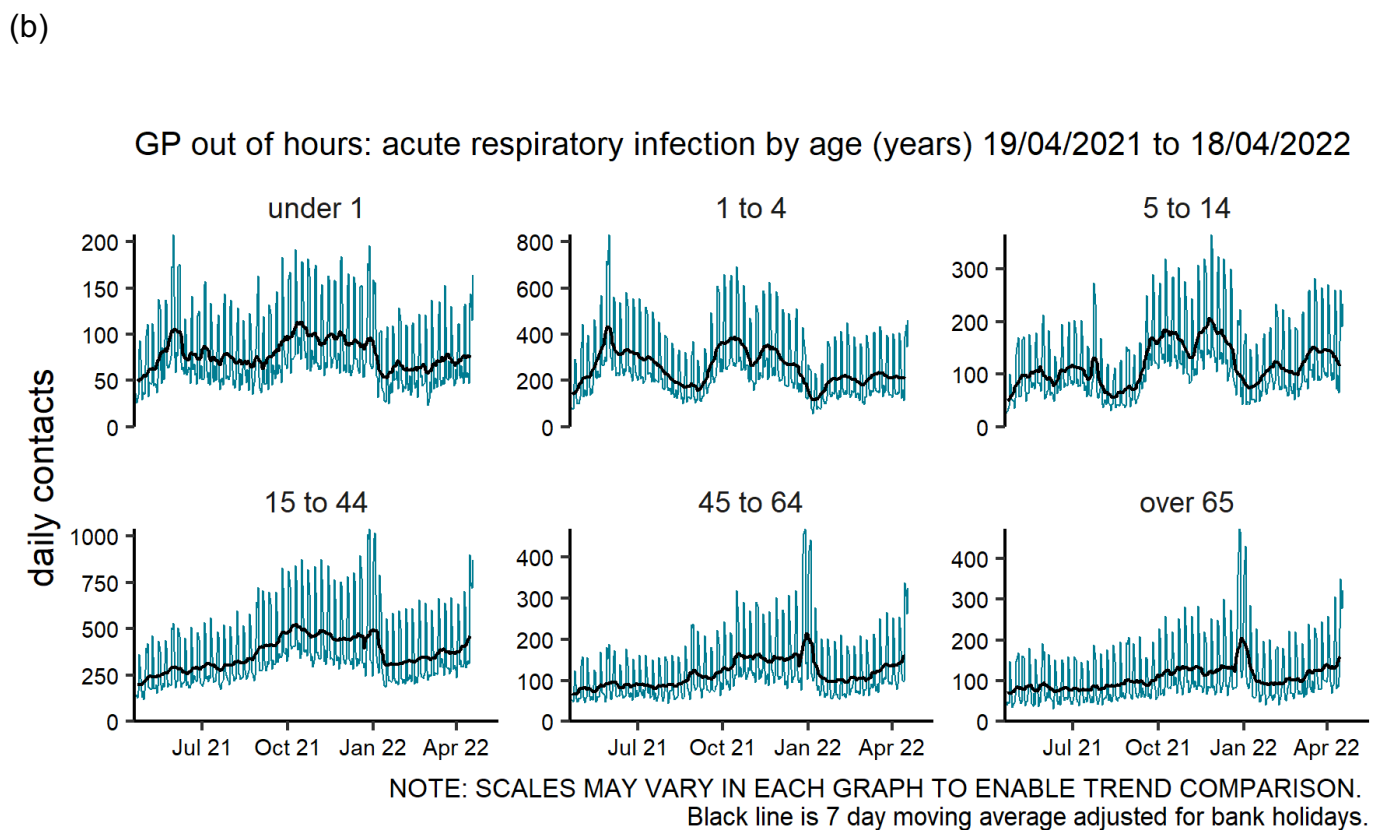 (b)
GP out of hours: acute respiratory infection by age (years) 19/04/2021 to 18/04/2022
daily contacts
under 1
200
150
100
50
0
1 to 4
800
600
400
200
0
5 to 14
300
200
100
0
15 to 44
1000
750
500
250
0
Jul 21 Oct 21 Jan 22 Apr 22
45 to 64
400
300
200
100
0
Jul 21 Oct 21 Jan 22 Apr 22
over 65
400
300
200
100
0
Jul 21 Oct 21 Jan 22 Apr 22
NOTE: SCALES MAY VARY IN EACH GRAPH TO ENABLE TREND COMPARISON.
Black line is 7 day moving average adjusted for bank holidays.